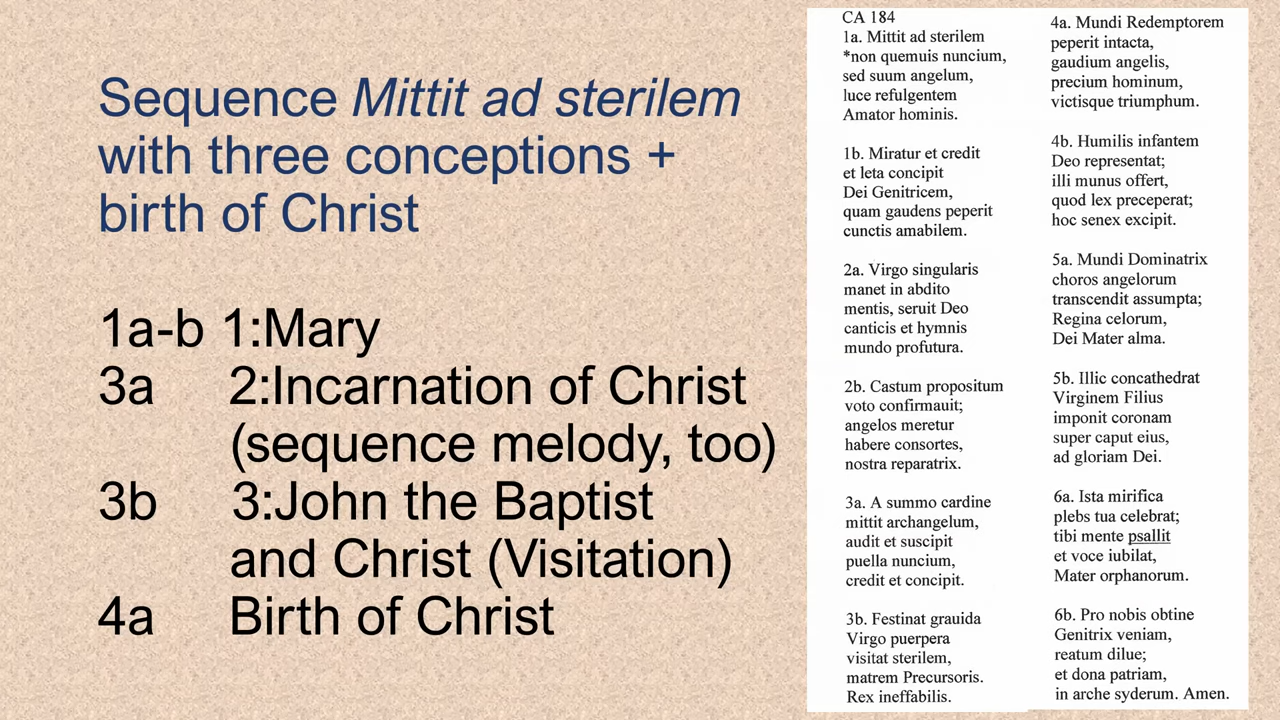 Sequence Mittit ad sterilem
with three conceptions +
birth of Christ
1a-b 1:Mary
3a 2:Incarnation of Christ
(sequence melody, too)
3b 3:John the Baptist
and Christ (Visitation)
4a Birth of Christ
CA 184
1a. Mittit ad sterilem
*non quemuis nuncium,
sed suum angelum,
luce refulgentem
Amator hominis.
1b. Miratur et credit
et leta concipit
Dei Genitricem,
quam gaudens peperit
cunctis amabilem.
2a. Virgo singularis
manet in abdito
mentis, seruit Deo
canticis et hymnis
mundo profutura.
2b. Castum propositum
voto confirmauit;
angelos meretur
habere consortes,
nostra reparatrix.
3a. A summo cardine
mittit archangelum,
audit et suscipit
puella nuncium,
credit et concipit.
3b. Festinat grauida
Virgo puerpera
visitat sterilem,
matrem Precursoris.
Rex ineffabilis.
4a. Mundi Redemptorem
peperit intacta,
gaudium angelis,
precium hominum,
victisque triumphum.
4b. Humilis infantem
Deo representat;
illi munus offert,
quod lex preceperat;
hoc senex excipit.
5a. Mundi Dominatrix
choros angelorum
transcendit assumpta;
Regina celorum,
Dei Mater alma.
5b. Illic concathedrat
Virginem Filius
imponit coronam
super caput eius,
ad gloriam Dei.
6a. Ista mirifica
plebs tua celebrat;
tibi mente psallit
et voce iubilat,
Mater orphanorum.
6b. Pro nobis obtine
Genitrix veniam,
reatum dilue;
et dona patriam,
in arche syderum. Amen.